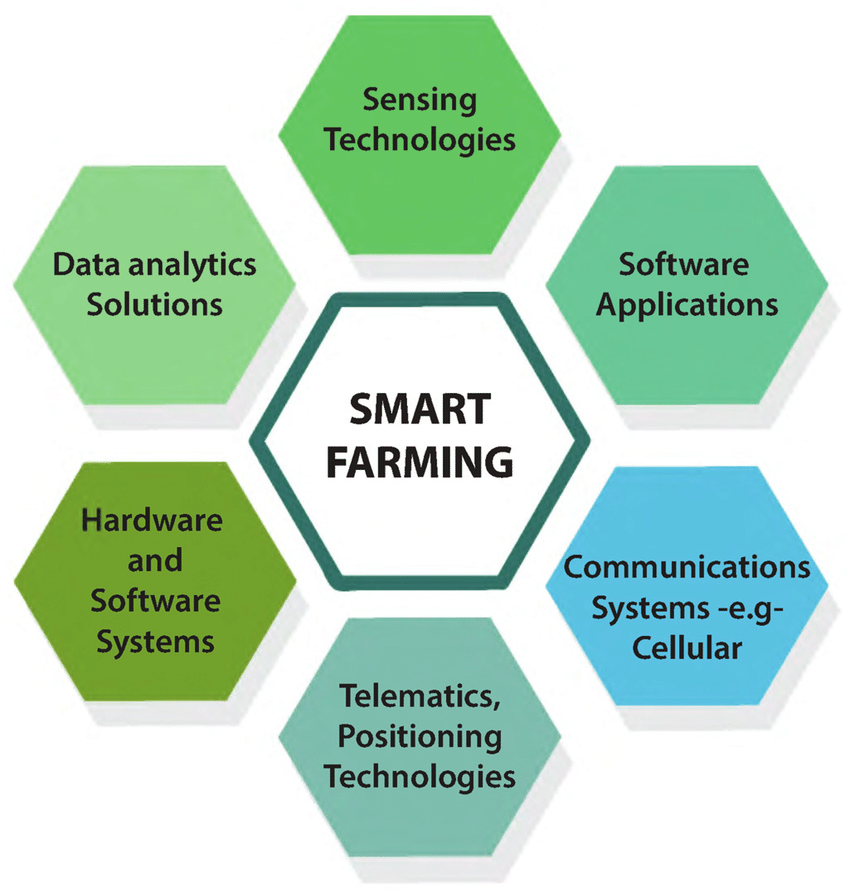 Sensing
Technologies
Data analytics
Solutions
Software
Applications
SMART
FARMING
Hardware
and
Software
Systems
Communications
Systems -e.g-
Cellular
Telematics,
Positioning
Technologies